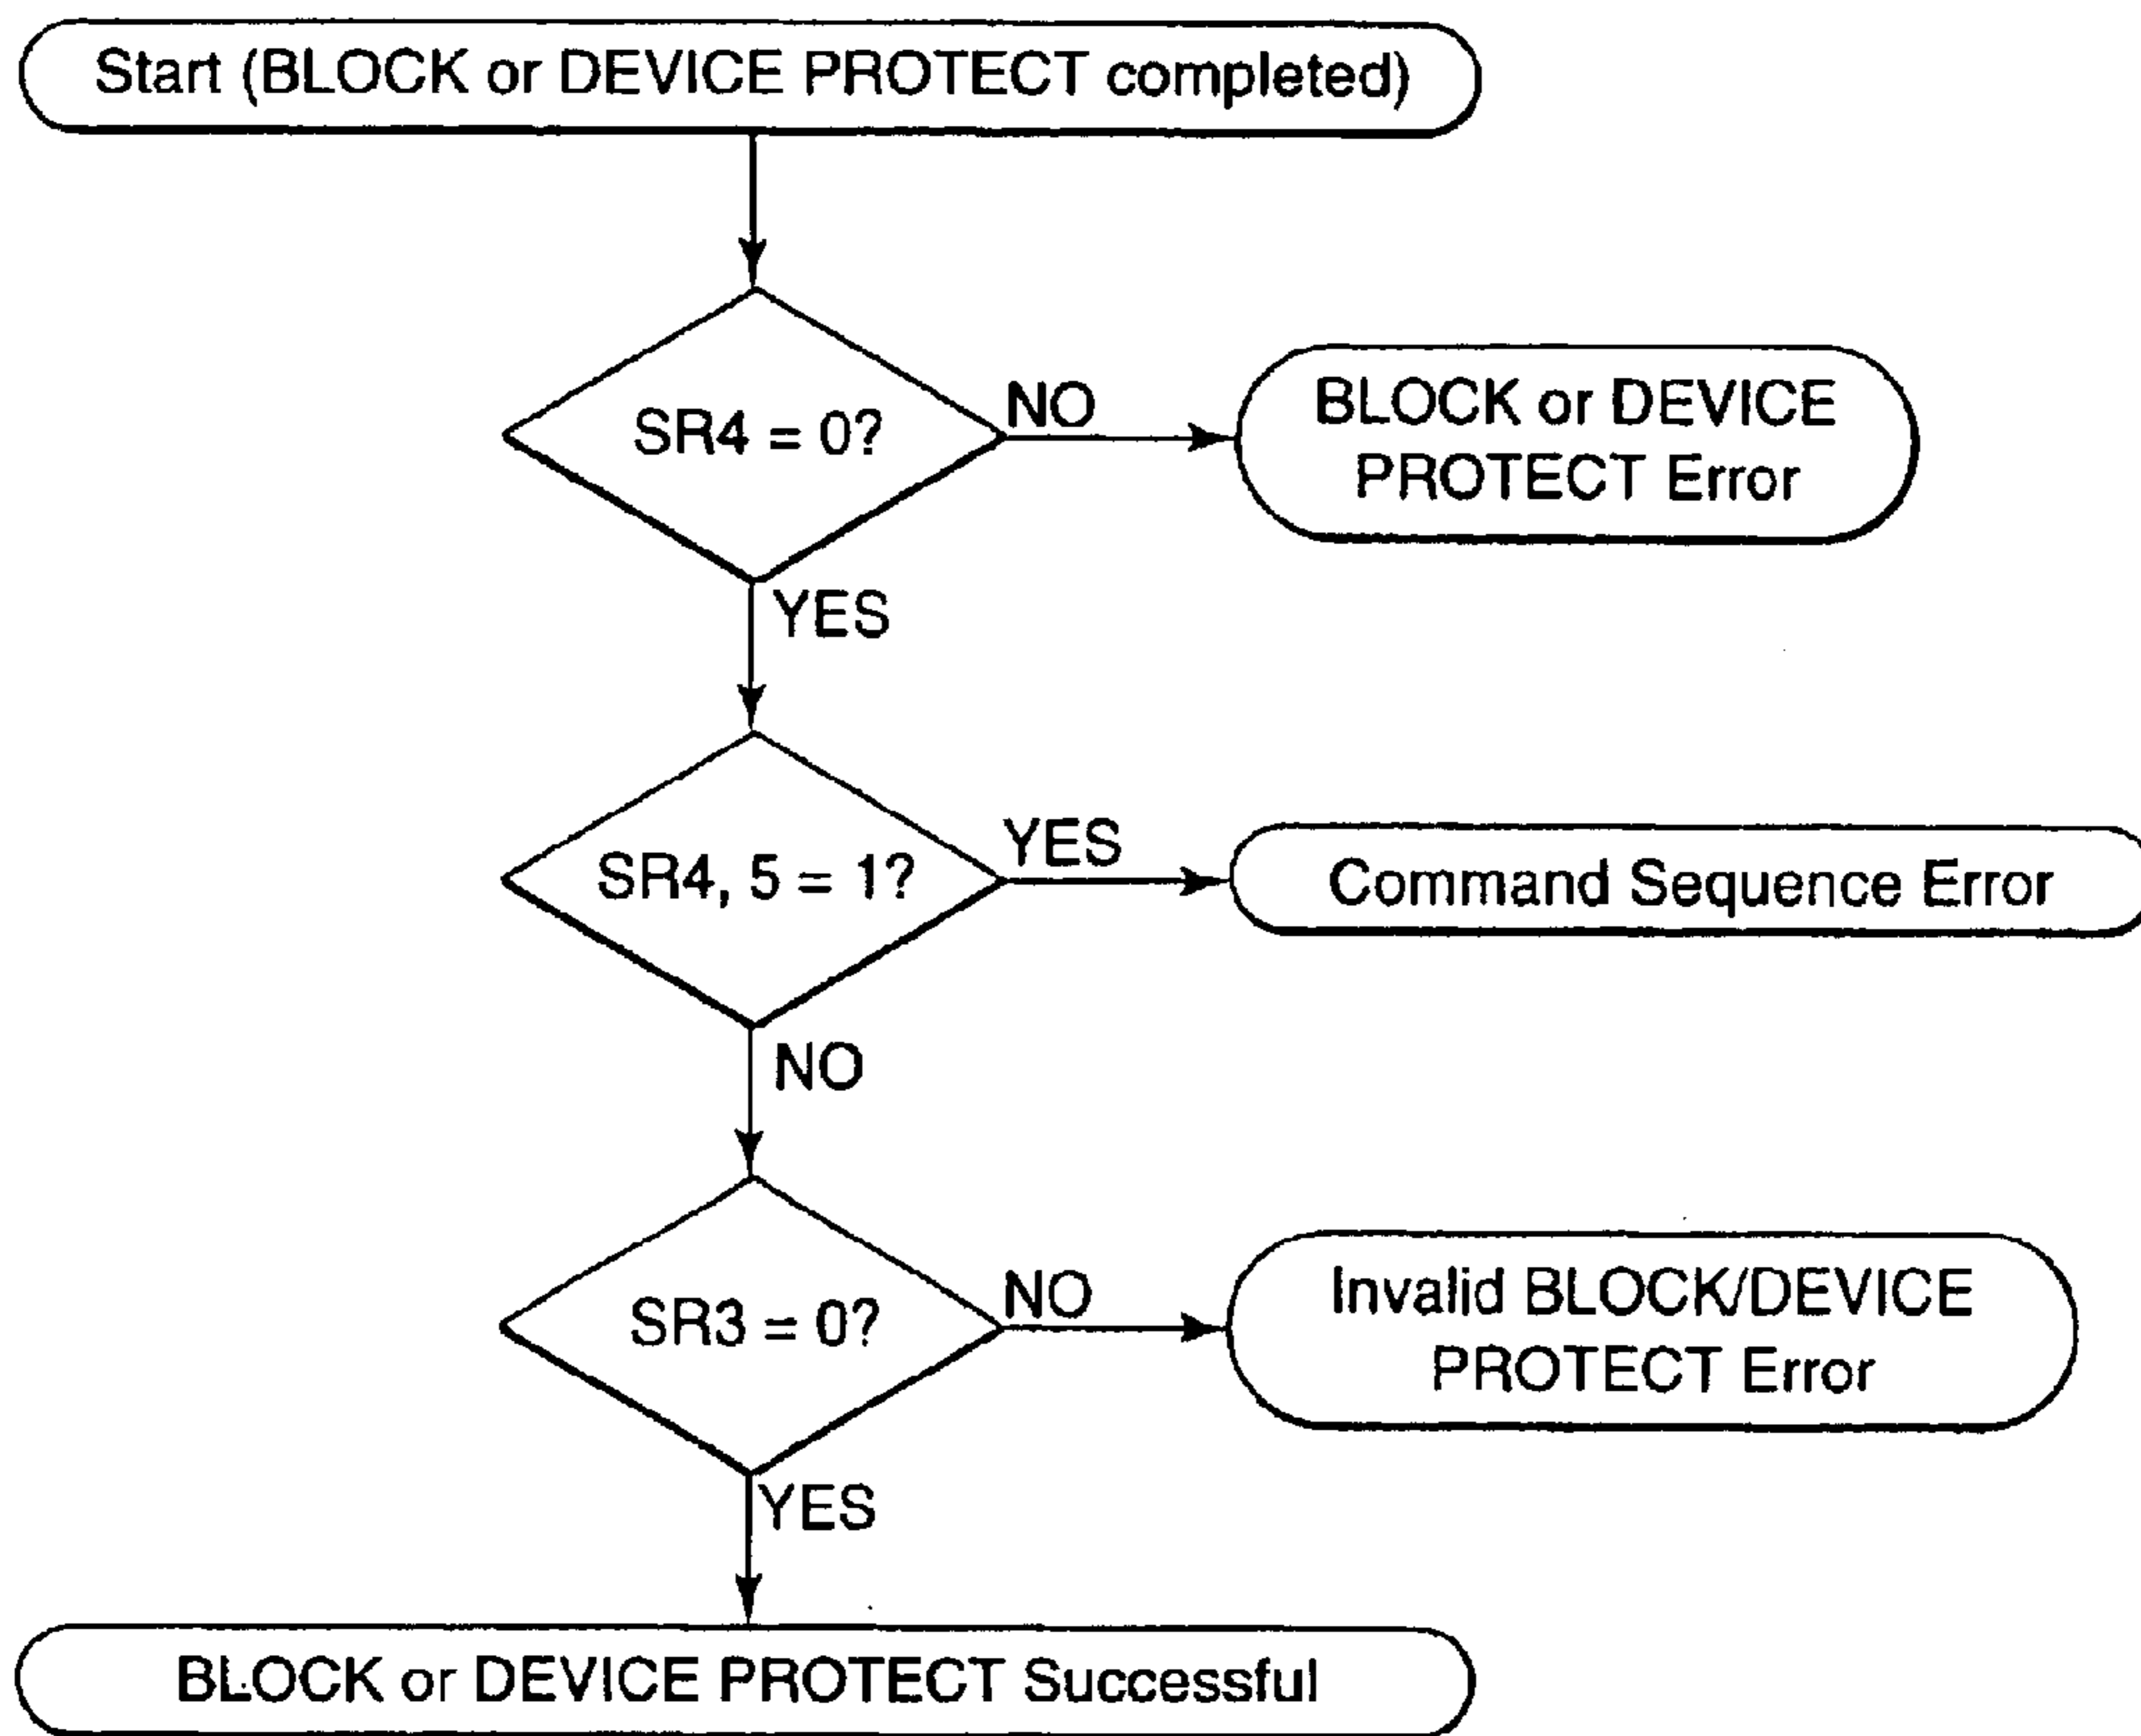 Start (BLOCK or DEVICE PROTECT completed)
SR4 = 0?
NO
BLOCK or DEVICE
PROTECT Error
YES
SR4, 5 = 1?
YES
Command Sequence Error
NO
SR3 = 0?
NO
Invalid BLOCK/DEVICE
PROTECT Error
YES
BLOCK or DEVICE PROTECT Successful